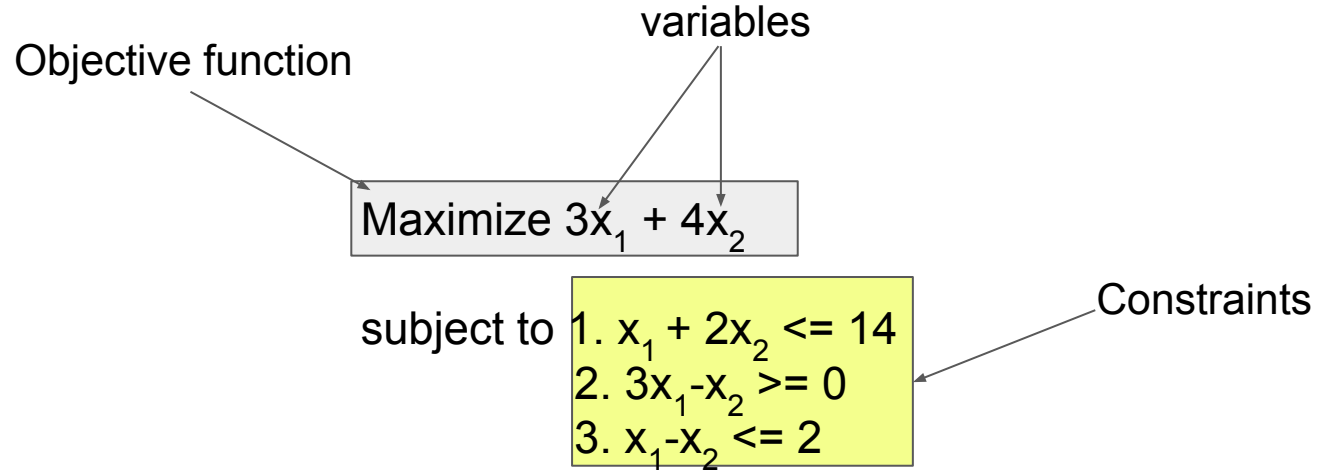 variables
Objective function
Maximize 3x₁ + 4x₂
Constraints
subject to 1. x₁ + 2x₂ <= 14
2. 3x₁-x₂ >= 0
3. x₁-x₂ <= 2